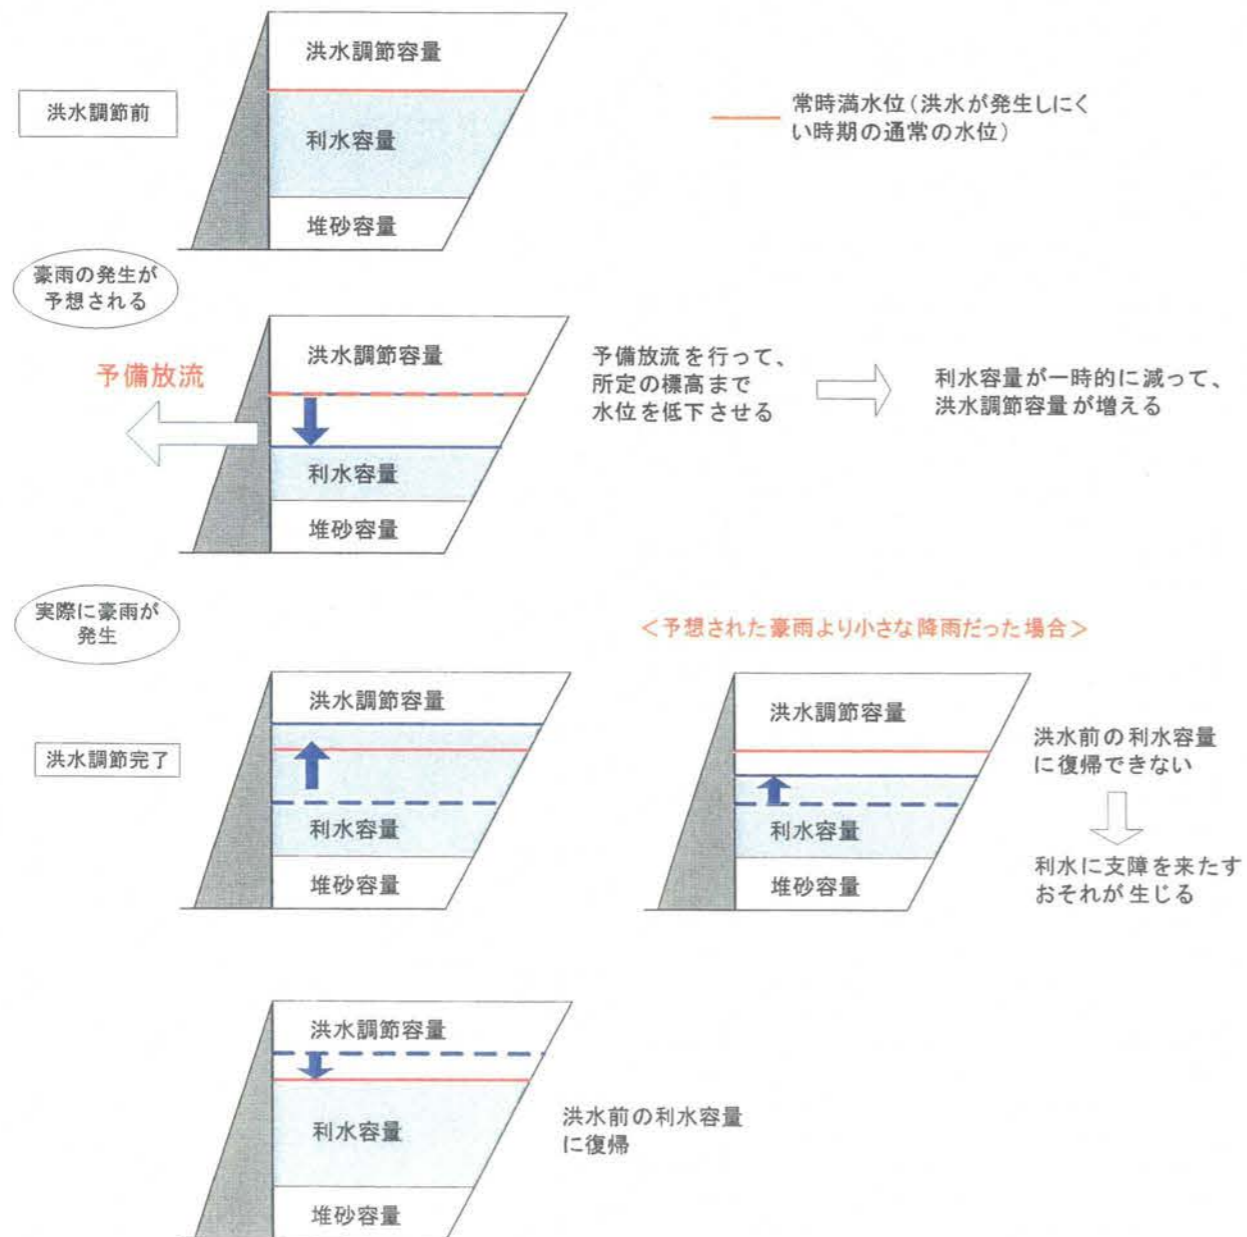 洪水調節容量
洪水調節前
利水容量
堆砂容量
常時満水位(洪水が発生しにく
い時期の通常の水位)
豪雨の発生が
予想される
予備放流
洪水調節容量
利水容量
堆砂容量
予備放流を行って、
所定の標高まで
水位を低下させる
利水容量が一時的に減って、
洪水調節容量が増える
実際に豪雨が
発生
<予想された豪雨より小さな降雨だった場合>
洪水調節完了
洪水調節容量
利水容量
堆砂容量
洪水調節容量
利水容量
堆砂容量
洪水前の利水容量
に復帰できない
利水に支障を来たす
おそれが生じる
洪水調節容量
利水容量
堆砂容量
洪水前の利水容量
に復帰